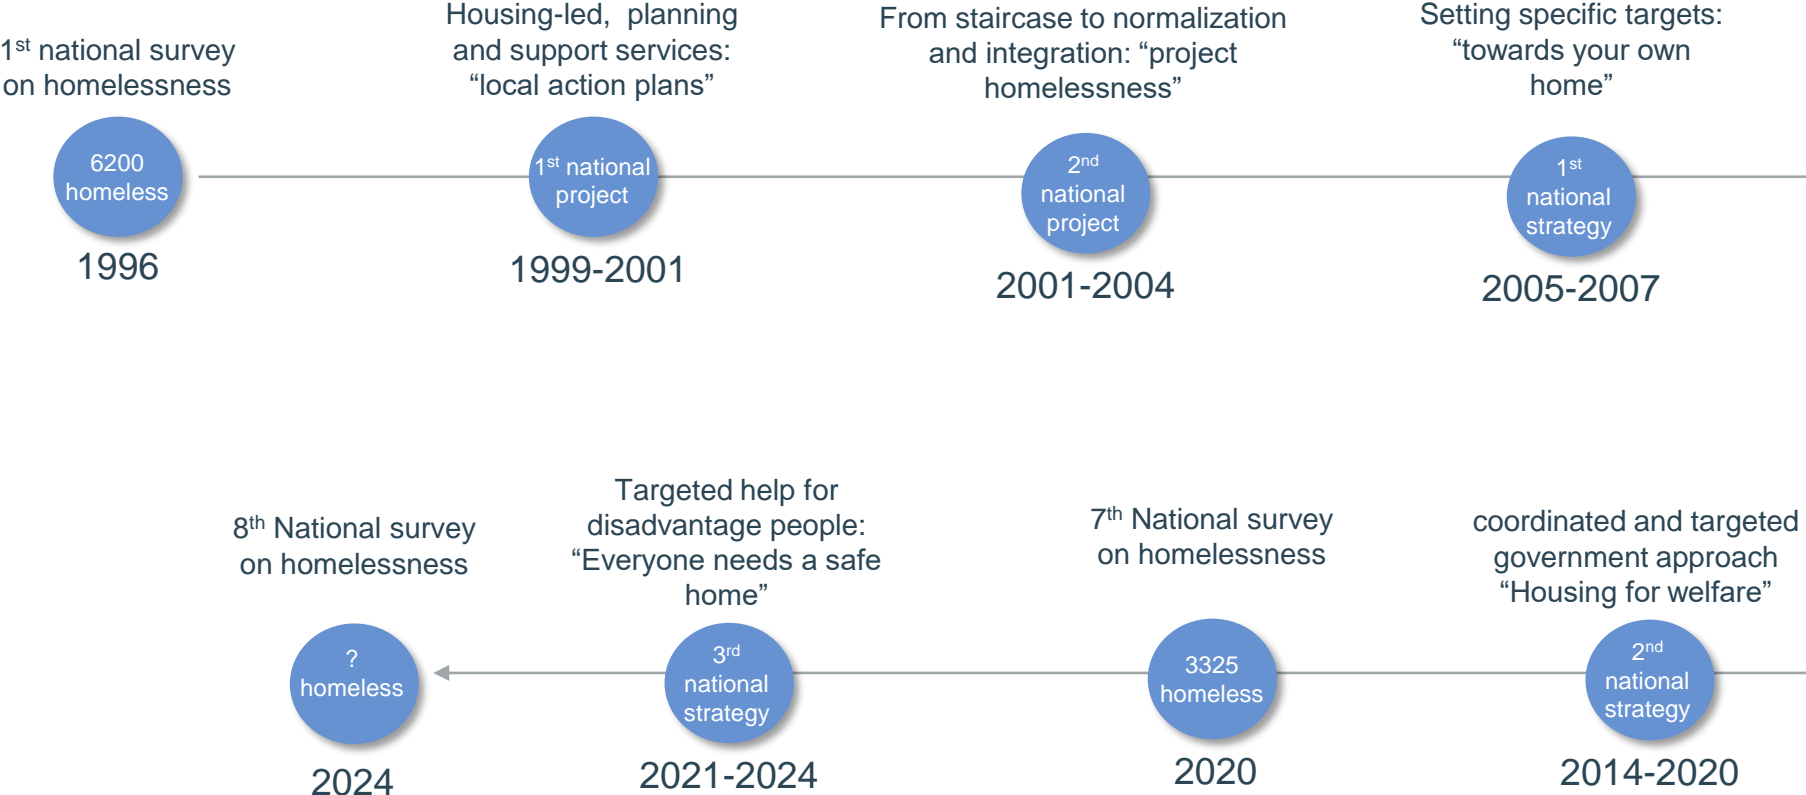 1st national survey
on homelessness
6200
homeless
1996
Housing-led, planning
and support services:
“local action plans”
1st national
project
1999-2001
From staircase to normalization
and integration: “project
homelessness”
2nd
national
project
2001-2004
Setting specific targets:
“towards your own
home”
1st
national
strategy
2005-2007
8th National survey
on homelessness
?
homeless
2024
Targeted help for
disadvantage people:
“Everyone needs a safe
home”
3rd
national
strategy
2021-2024
7th National survey
on homelessness
3325
homeless
2020
coordinated and targeted
government approach
“Housing for welfare”
2nd
national
strategy
2014-2020